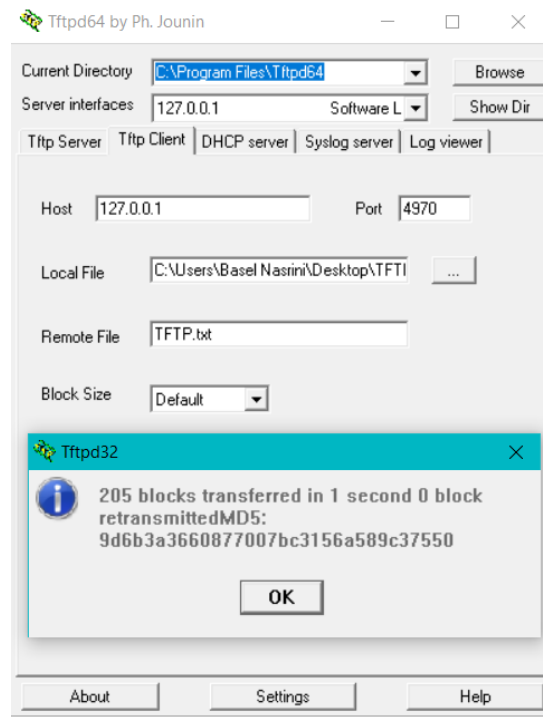 Tftpd64 by Ph. Jounin
Current Directory C:\Program Files\Tftpd64 Browse
Server interfaces 127.0.0.1 Software L Show Dir
Tftp Server Tftp Client DHCP server Syslog server Log viewer
Host 127.0.0.1 Port 4970
Local File C:\Users\Basel Nasrini\Desktop\TFTI ...
Remote File TFTP.txt
Block Size Default
Tftpd32
205 blocks transferred in 1 second 0 block
retransmittedMD5:
9d6b3a3660877007bc3156a589c37550
OK
About Settings Help